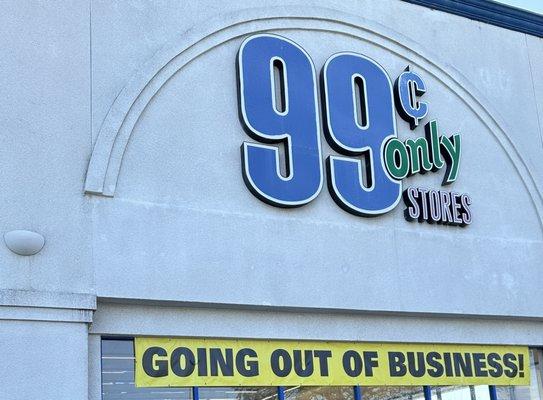 99¢
only
STORES
GOING OUT OF BUSINESS!